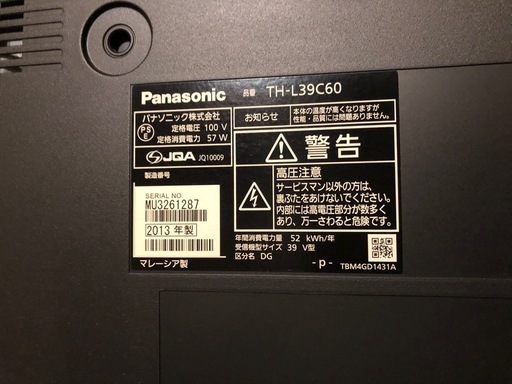 Panasonic
品番 TH-L39C60
パナソニック株式会社
定格電圧 100 V
定格消費電力 57 W
PS
E
JQA JQ10009
お知らせ
本体の温度が高くなりますが
性能・品質には問題ありません。
警告
高圧注意
サービスマン以外の方は、
裏ぶたをあけないでください。
内部には高電圧部分が数多く
あり、万一さわると危険です。
製造番号
SERIAL NO.
MU3261287
2013 年製
マレーシア製
年間消費電力量 52 kWh/年
受信機型サイズ 39 V型
区分名 DG
- p -
TBM4GD1431A